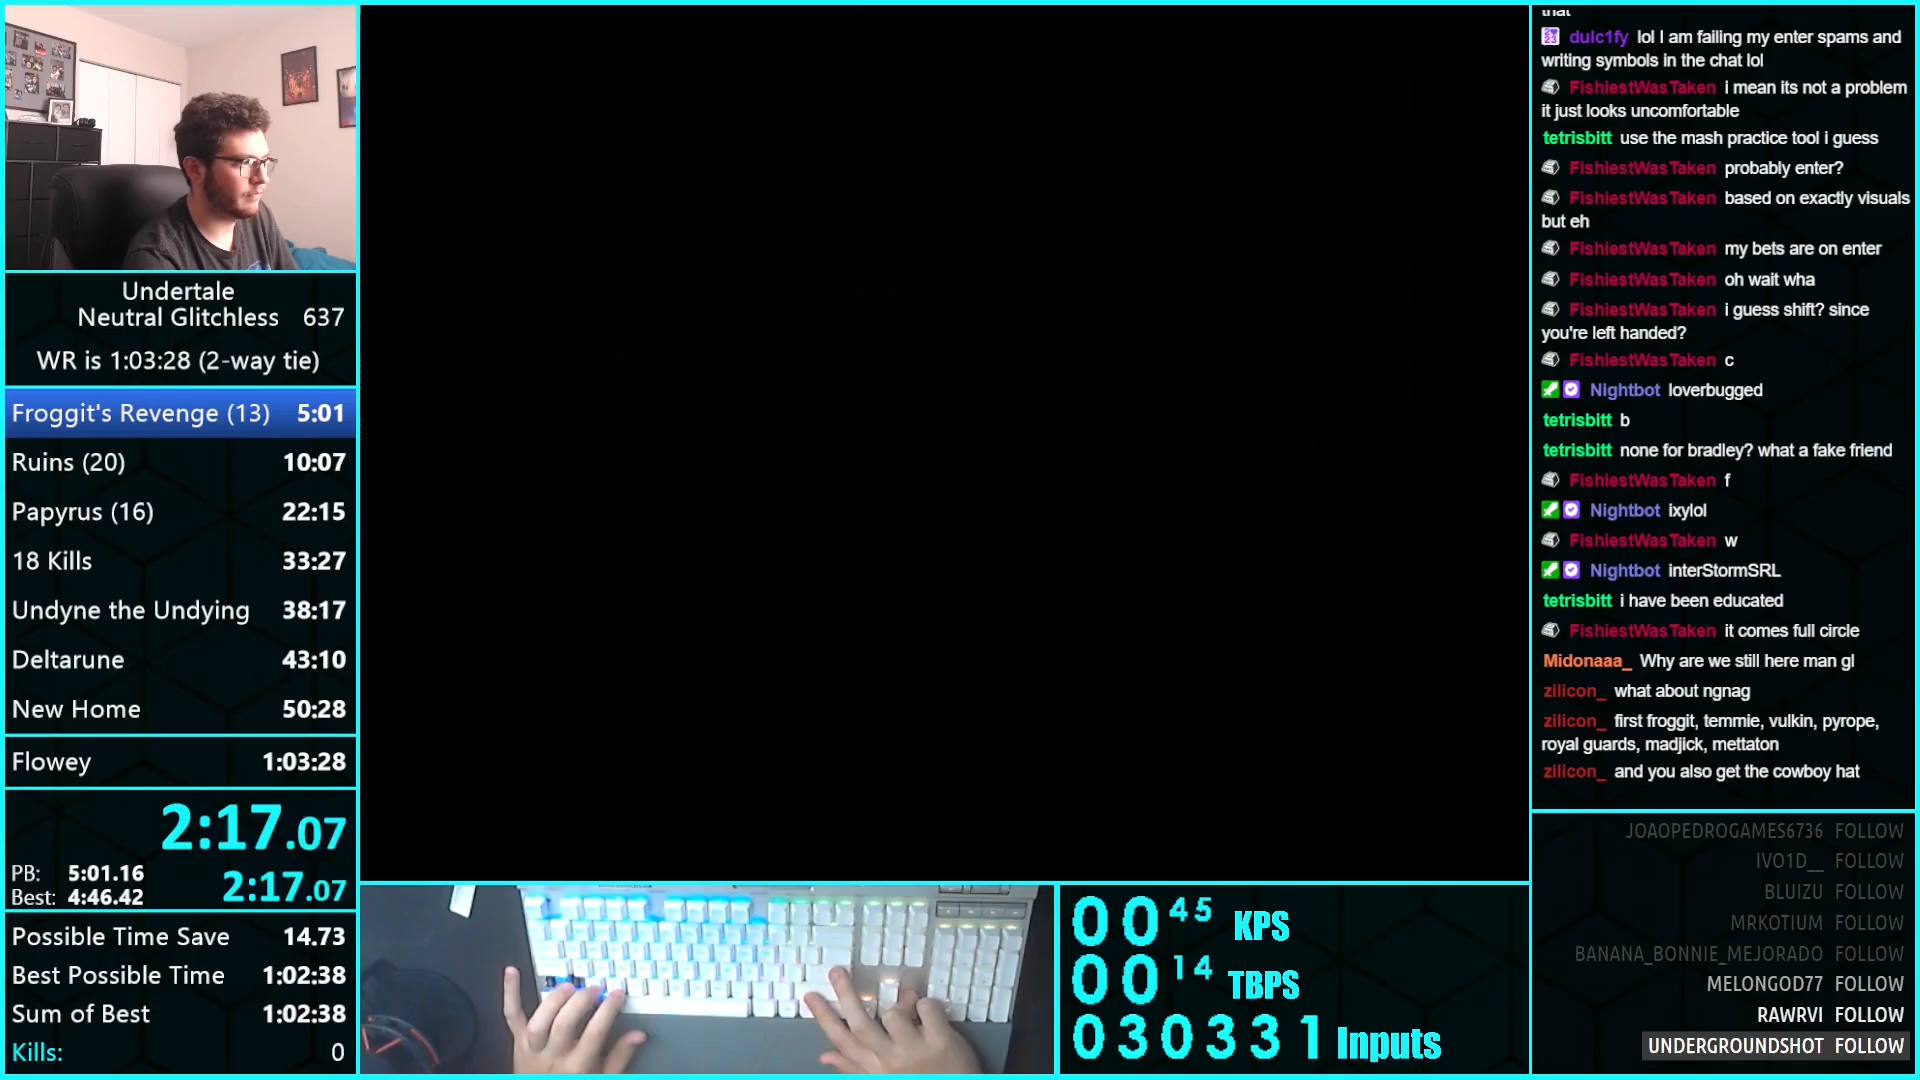 Undertale
Neutral Glitchless 637
WR is 1:03:28 (2-way tie)
Froggit's Revenge (13) 5:01
Ruins (20) 10:07
Papyrus (16) 22:15
18 Kills 33:27
Undyne the Undying 38:17
Deltarune 43:10
New Home 50:28
Flowey 1:03:28
2:17.07
PB: 5:01.16
Best: 4:46.42
2:17.07
Possible Time Save 14.73
Best Possible Time 1:02:38
Sum of Best 1:02:38
Kills: 0
00 45 KPS
00 14 TBPS
030331 Inputs
that
dulc1fy lol I am failing my enter spams and
writing symbols in the chat lol
FishiestWasTaken i mean its not a problem
it just looks uncomfortable
tetrisbitt use the mash practice tool i guess
FishiestWasTaken probably enter?
FishiestWasTaken based on exactly visuals
but eh
FishiestWasTaken my bets are on enter
FishiestWasTaken oh wait wha
FishiestWasTaken i guess shift? since
you're left handed?
FishiestWasTaken c
Nightbot loverbugged
tetrisbitt b
tetrisbitt none for bradley? what a fake friend
FishiestWasTaken f
Nightbot ixylol
FishiestWasTaken w
Nightbot interStormSRL
tetrisbitt i have been educated
FishiestWasTaken it comes full circle
Midonaaa_ Why are we still here man gl
zilicon_ what about ngnag
zilicon_ first froggit, temmie, vulkin, pyrope,
royal guards, madjick, mettaton
zilicon_ and you also get the cowboy hat
JOAOPEDROGAMES6736 FOLLOW
IVO1D__ FOLLOW
BLUIZU FOLLOW
MRKOTIUM FOLLOW
BANANA_BONNIE_MEJORADO FOLLOW
MELONGOD77 FOLLOW
RAWRVI FOLLOW
UNDERGROUNDSHOT FOLLOW